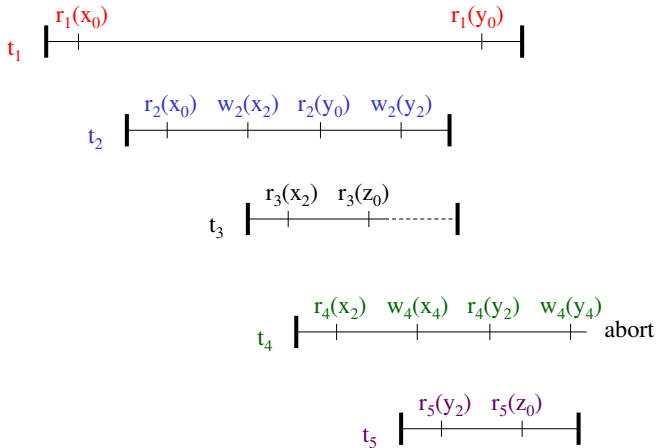 r1(x0) r1(y0)
t1
r2(x0) w2(x2) r2(y0) w2(y2)
t2
r3(x2) r3(z0)
t3
r4(x2) w4(x4) r4(y2) w4(y4)
t4 abort
r5(y2) r5(z0)
t5